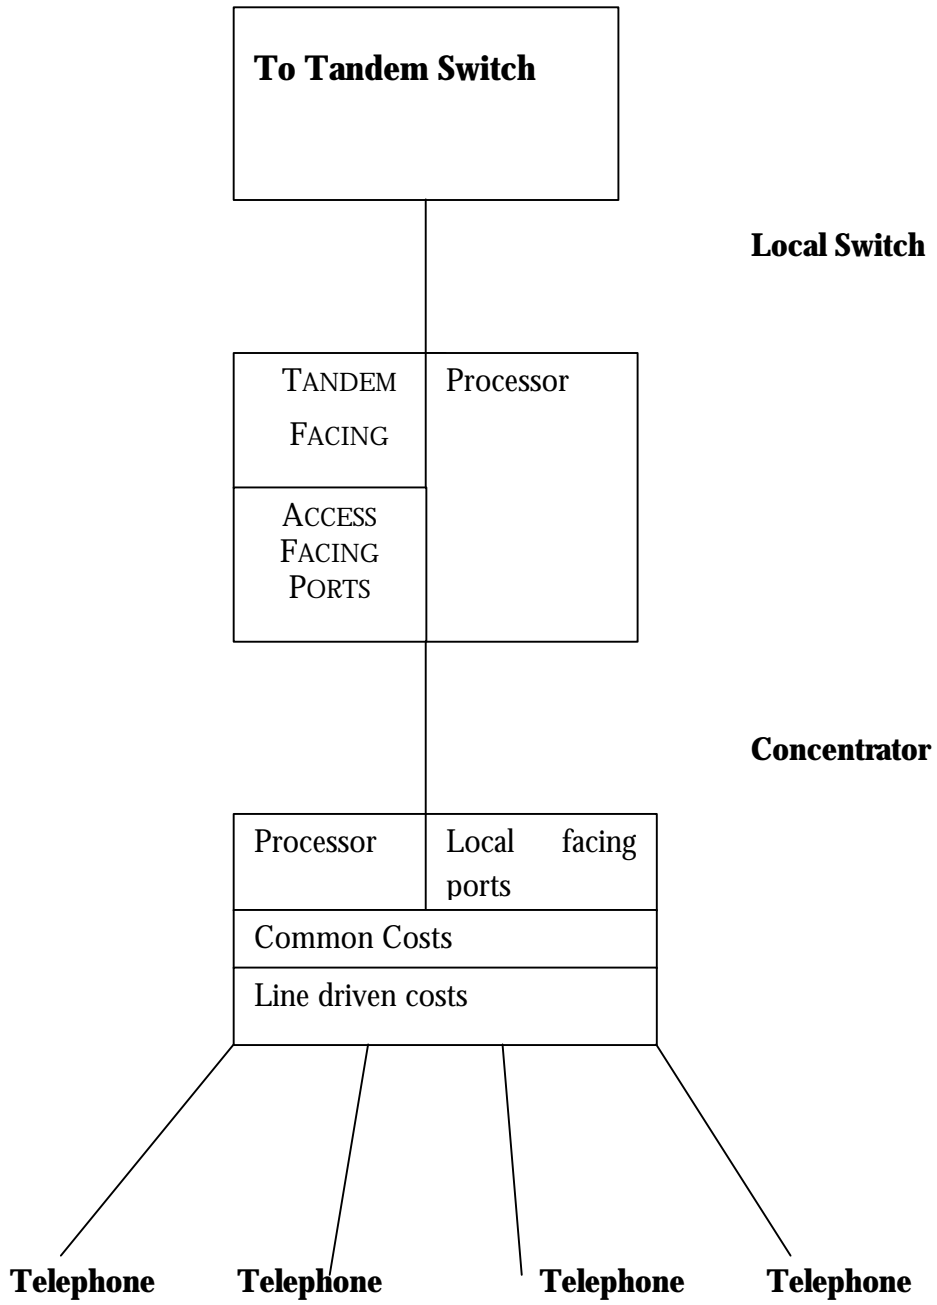 To Tandem Switch
Local Switch
TANDEM
FACING
Processor
ACCESS
FACING
PORTS
Concentrator
Processor
Local facing
ports
Common Costs
Line driven costs
Telephone Telephone Telephone Telephone